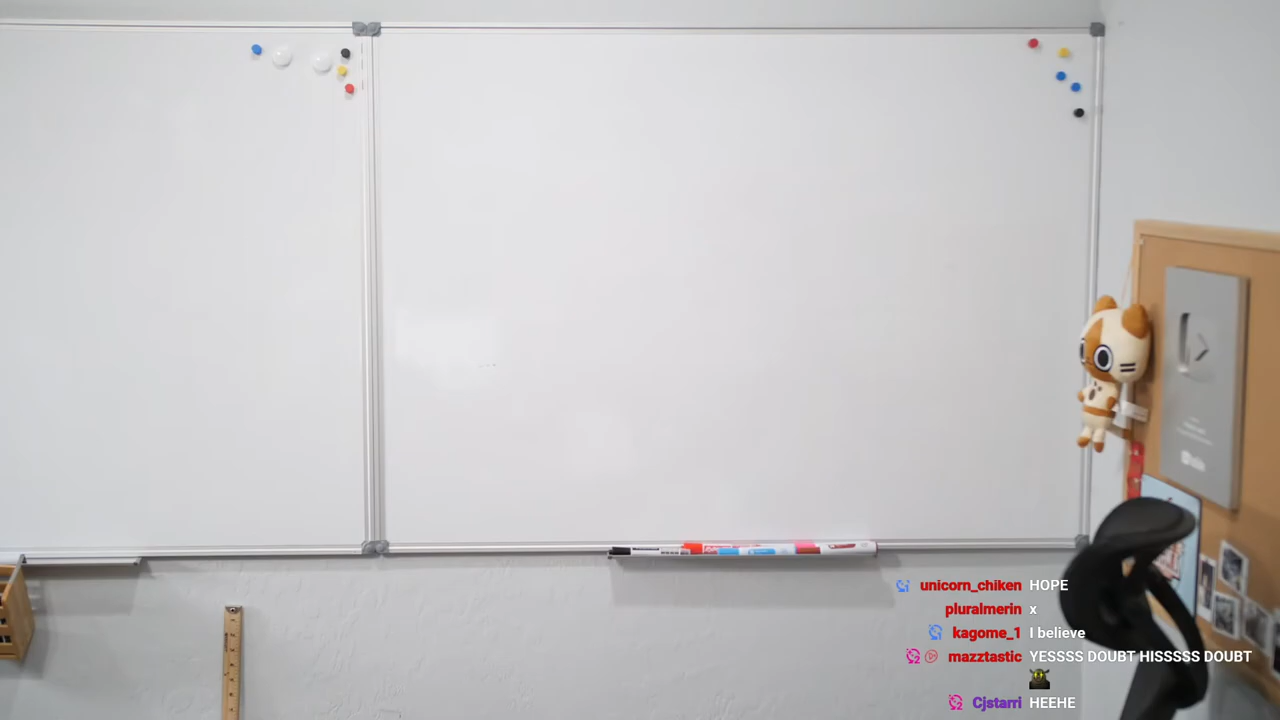 unicorn_chiken HOPE
pluralmerin x
kagome_1 I believe
mazztastic YESSSS DOUBT HISSSSS DOUBT
Cjstarri HEEHE